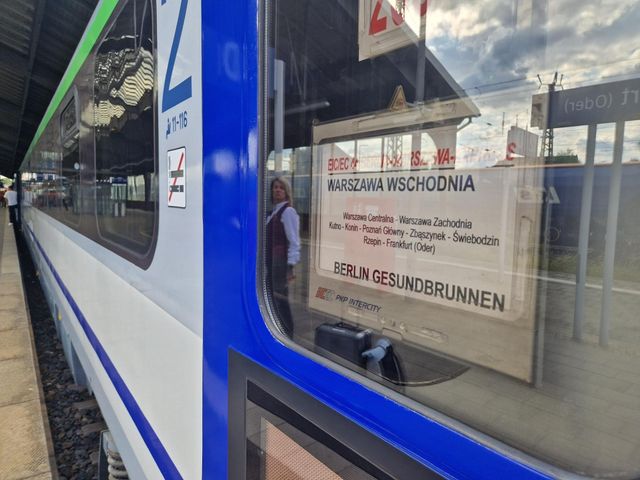 2
11-116
WARSZAWA WSCHODNIA
Warszawa Centralna - Warszawa Zachodnia
Kutno - Konin - Poznań Główny - Zbąszynek - Świebodzin
Rzepin - Frankfurt (Oder)
BERLIN GESUNDBRUNNEN
PKP INTERCITY
(Oder)